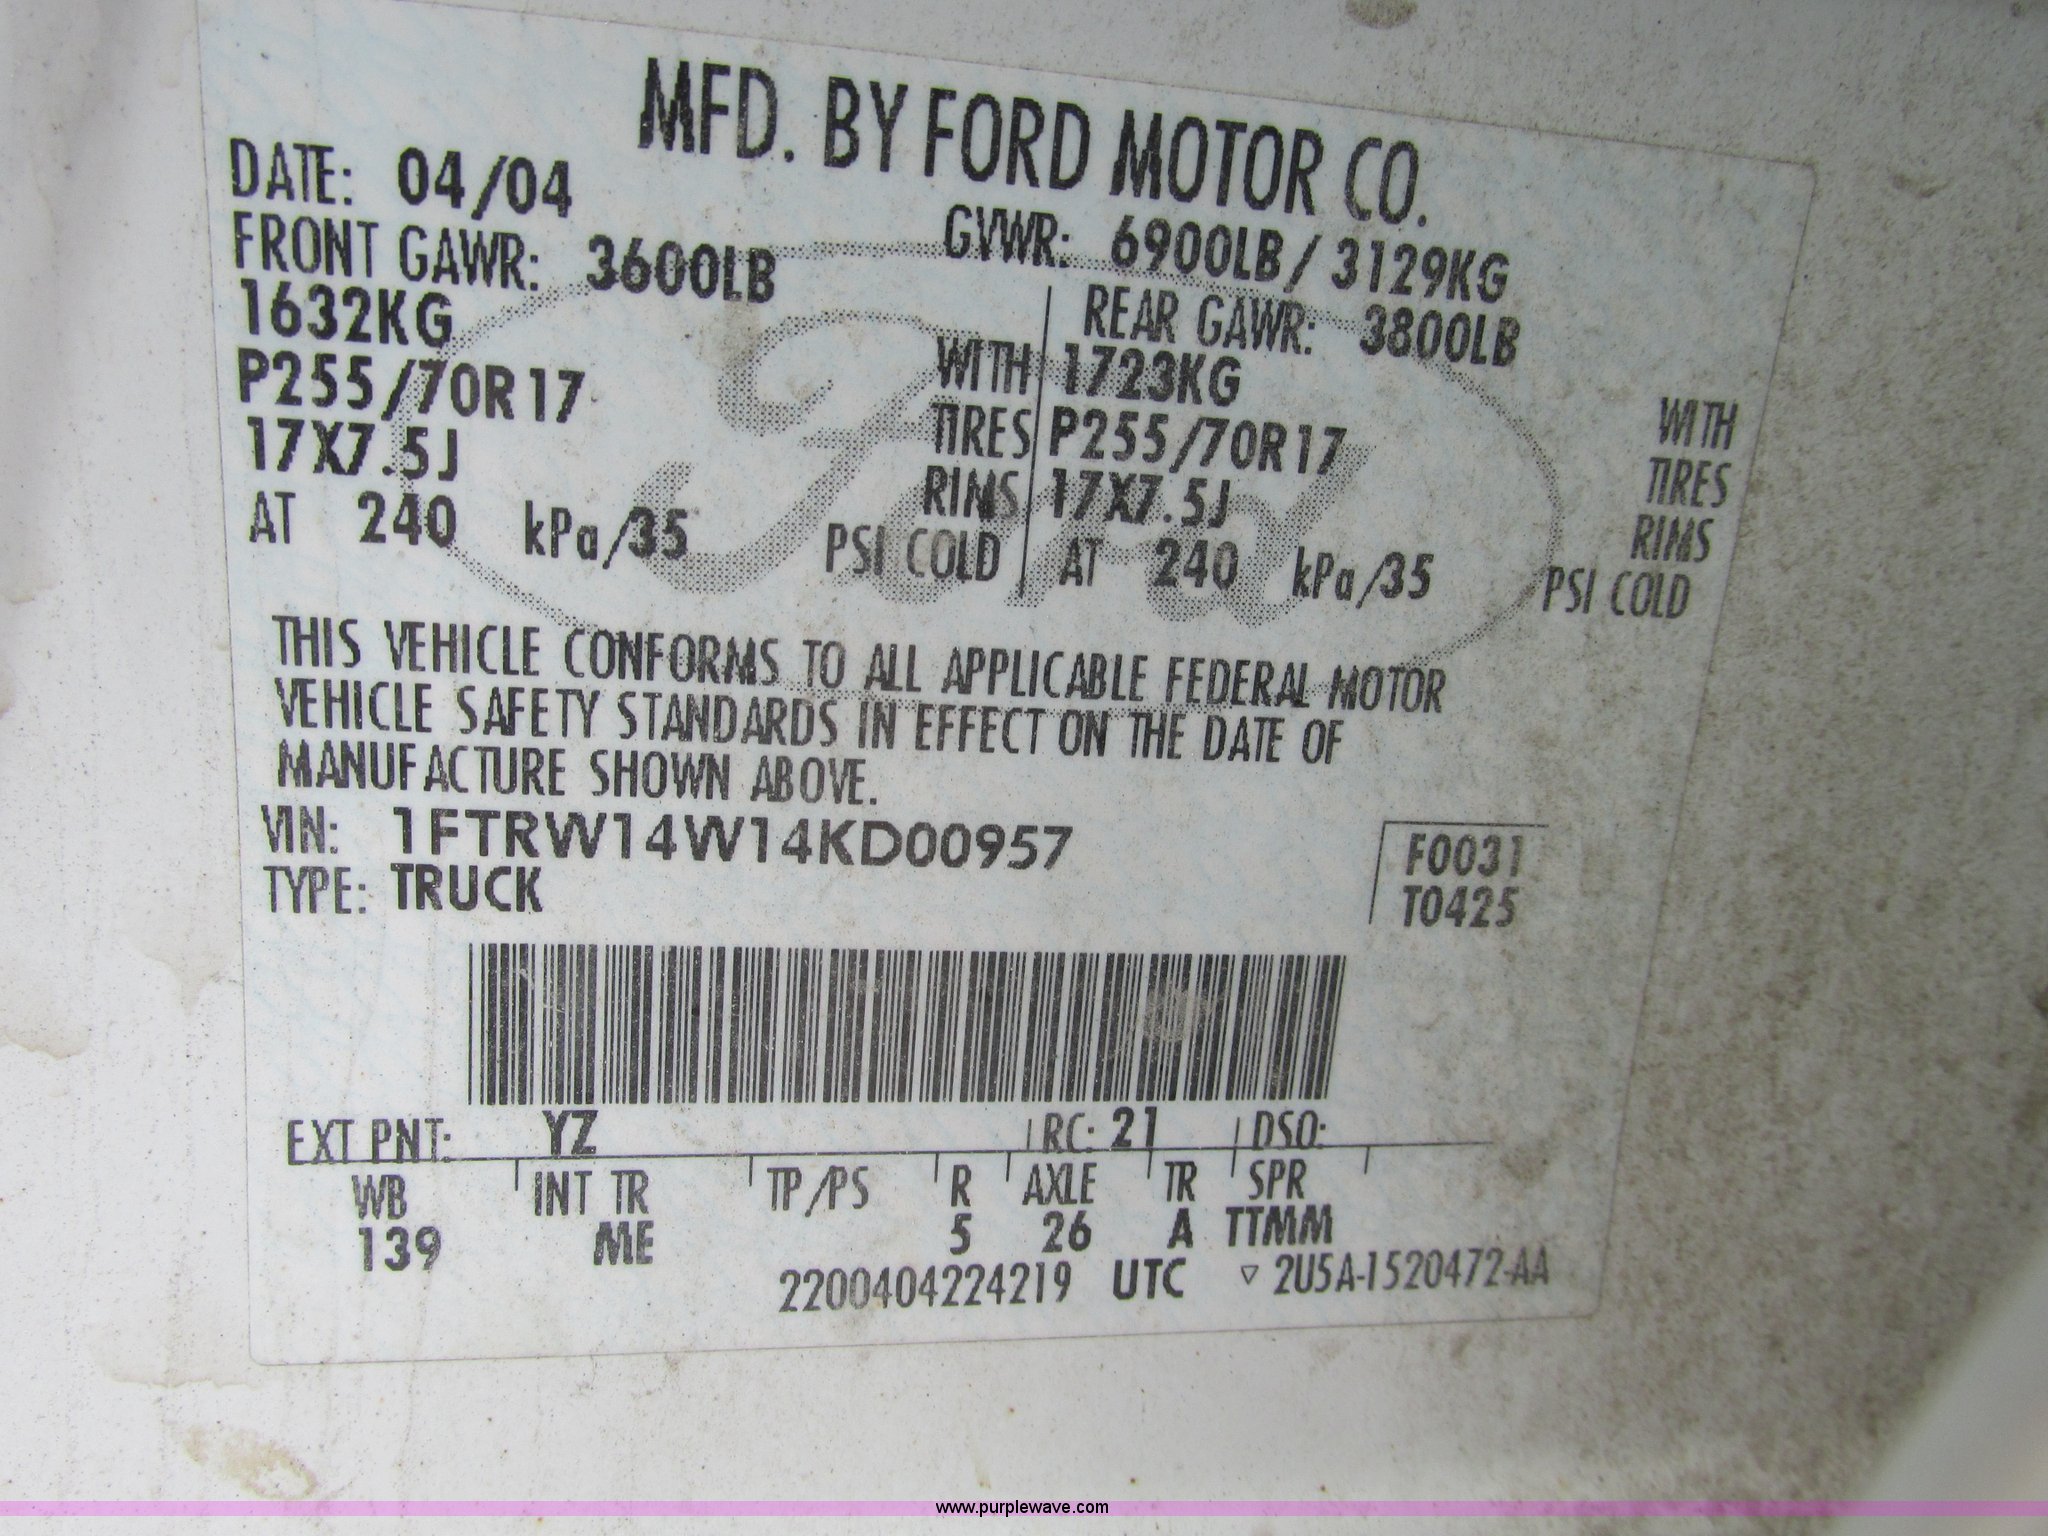 MFD. BY FORD MOTOR CO.
DATE: 04/04
GVWR: 6900LB / 3129KG
FRONT GAWR: 3600LB
1632KG WITH
P255/70R17 TIRES
17X7.5J RIMS
AT 240 kPa/35 PSI COLD
REAR GAWR: 3800LB
1723KG WITH
P255/70R17 TIRES
17X7.5J RIMS
AT 240 kPa/35 PSI COLD
Ford
THIS VEHICLE CONFORMS TO ALL APPLICABLE FEDERAL MOTOR
VEHICLE SAFETY STANDARDS IN EFFECT ON THE DATE OF
MANUFACTURE SHOWN ABOVE.
VIN: 1FTRW14W14KD00957
TYPE: TRUCK
F0031
T0425
EXT PNT: YZ RC: 21 DSO:
WB INT TR TP/PS R AXLE TR SPR
139 ME 5 26 A TTMM
2200404224219 UTC ▽ 2U5A-1520472-AA
www.purplewave.com